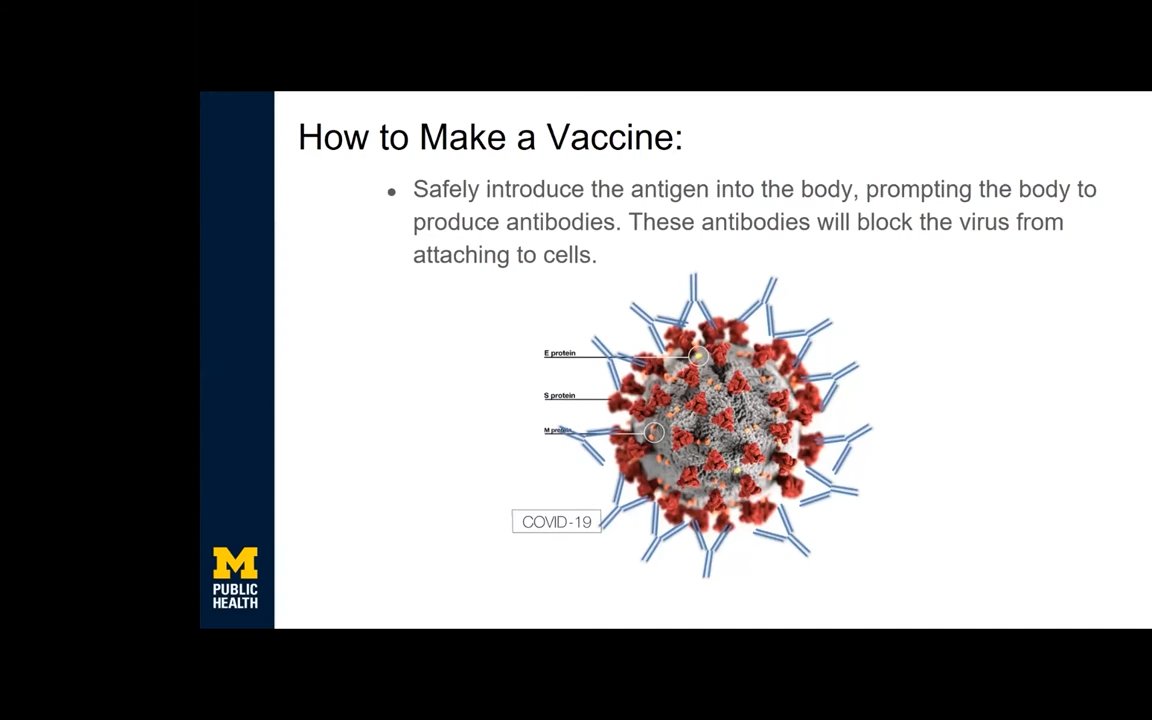 How to Make a Vaccine:
● Safely introduce the antigen into the body, prompting the body to
produce antibodies. These antibodies will block the virus from
attaching to cells.
E protein
S protein
M protein
COVID-19
M
PUBLIC
HEALTH